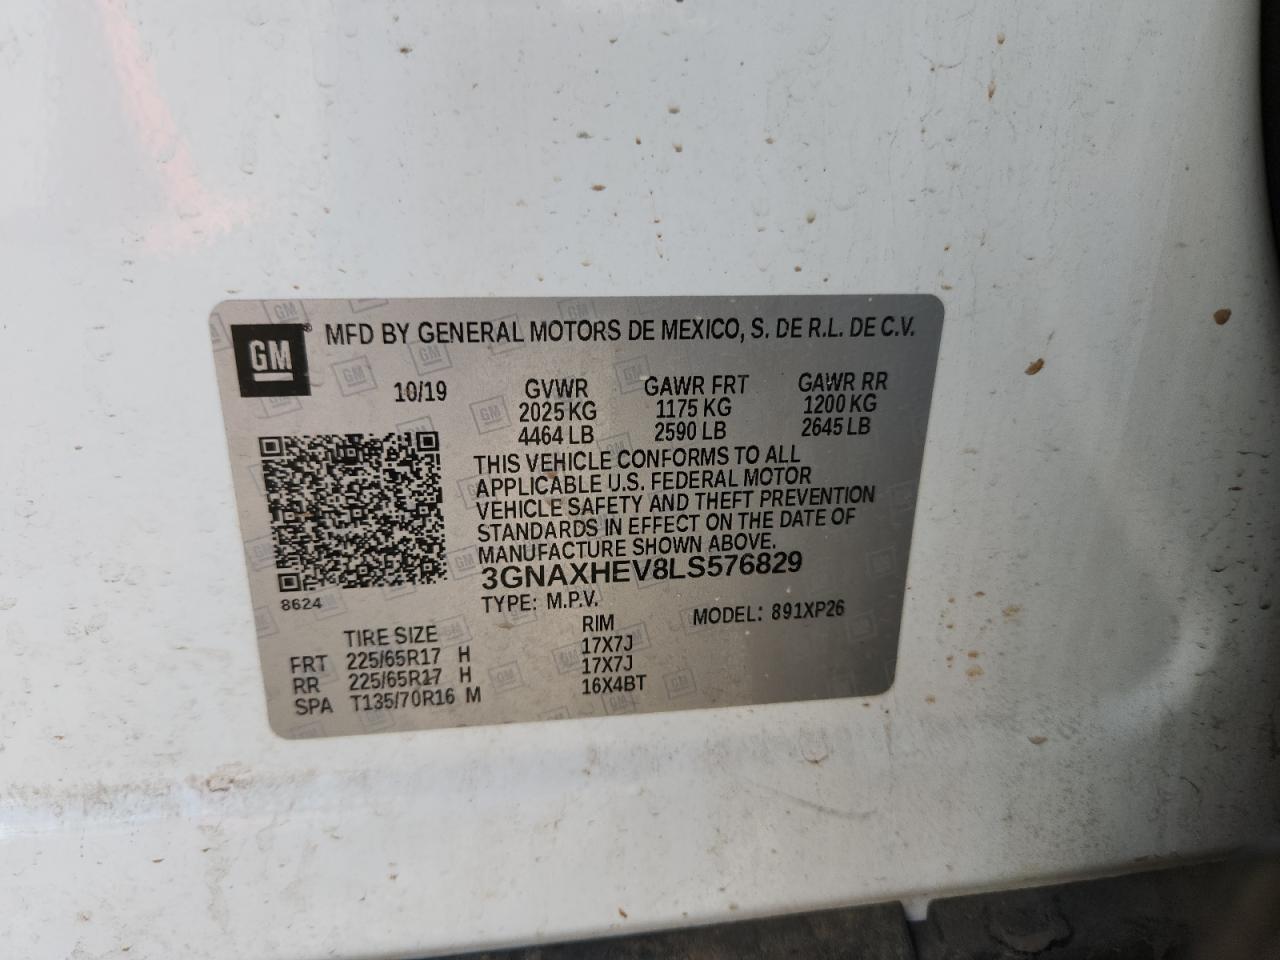 GM
MFD BY GENERAL MOTORS DE MEXICO, S. DE R.L. DE C.V.
10/19 GVWR GAWR FRT GAWR RR
2025 KG 1175 KG 1200 KG
4464 LB 2590 LB 2645 LB
THIS VEHICLE CONFORMS TO ALL
APPLICABLE U.S. FEDERAL MOTOR
VEHICLE SAFETY AND THEFT PREVENTION
STANDARDS IN EFFECT ON THE DATE OF
MANUFACTURE SHOWN ABOVE.
3GNAXHEV8LS576829
8624
TYPE: M.P.V. MODEL: 891XP26
TIRE SIZE RIM
FRT 225/65R17 H 17X7J
RR 225/65R17 H 17X7J
SPA T135/70R16 M 16X4BT